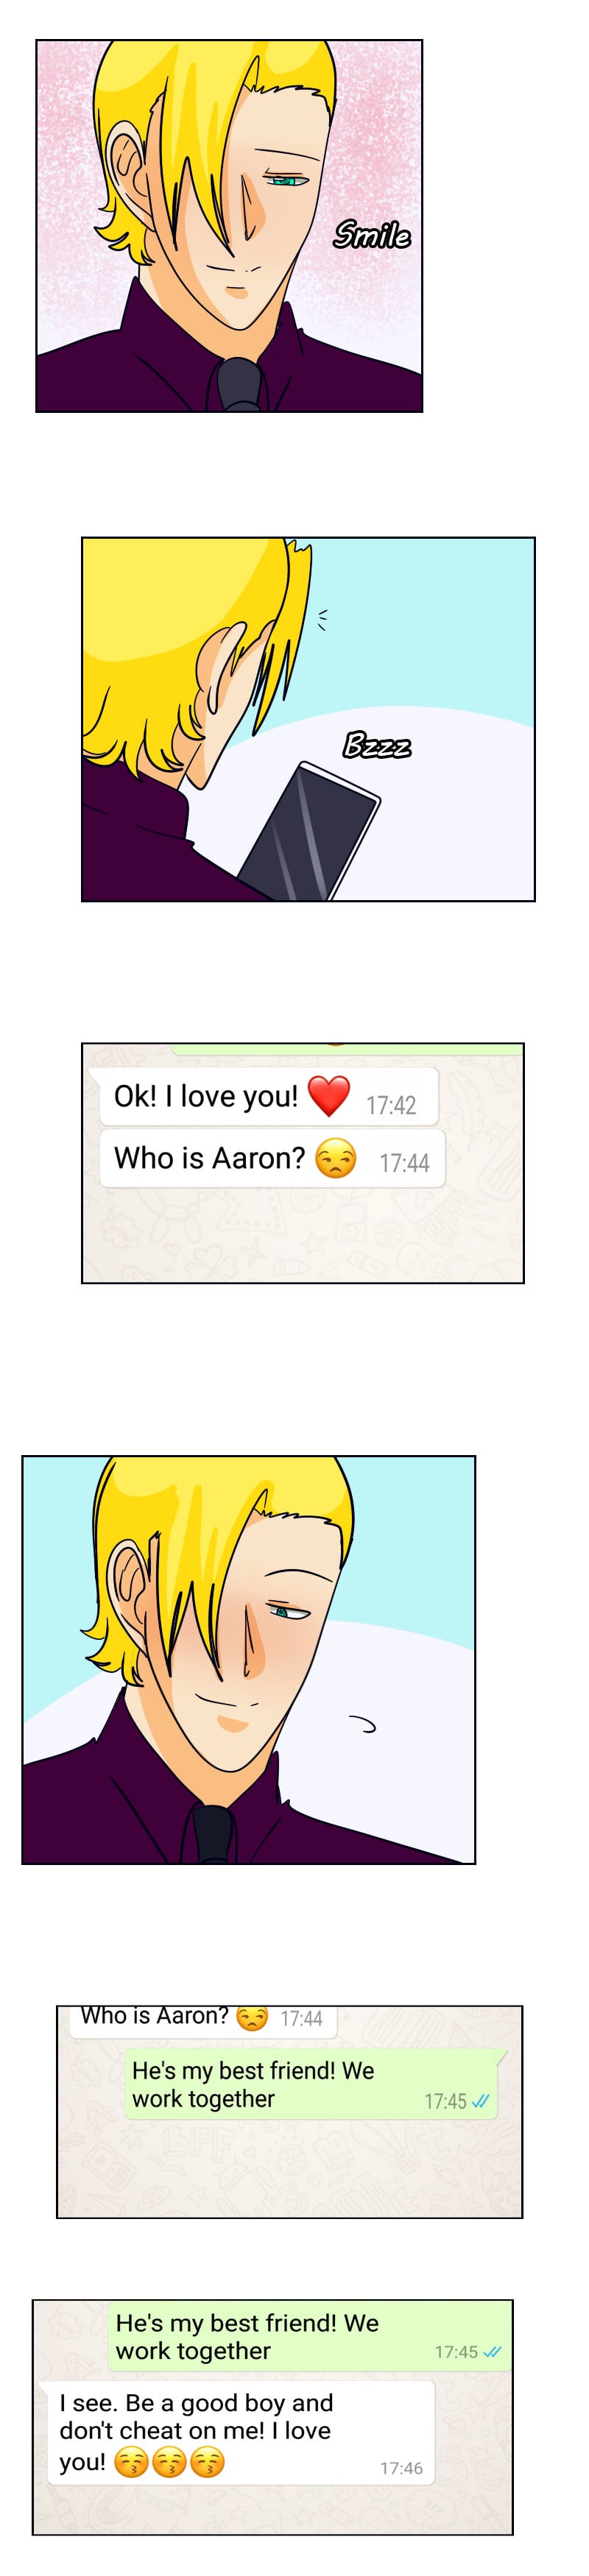 Smile
Bzzz
Ok! I love you! ❤️ 17:42
Who is Aaron? 😒 17:44
Who is Aaron? 😒 17:44
He's my best friend! We
work together 17:45
He's my best friend! We
work together 17:45
I see. Be a good boy and
don't cheat on me! I love
you! 😚😚😚 17:46